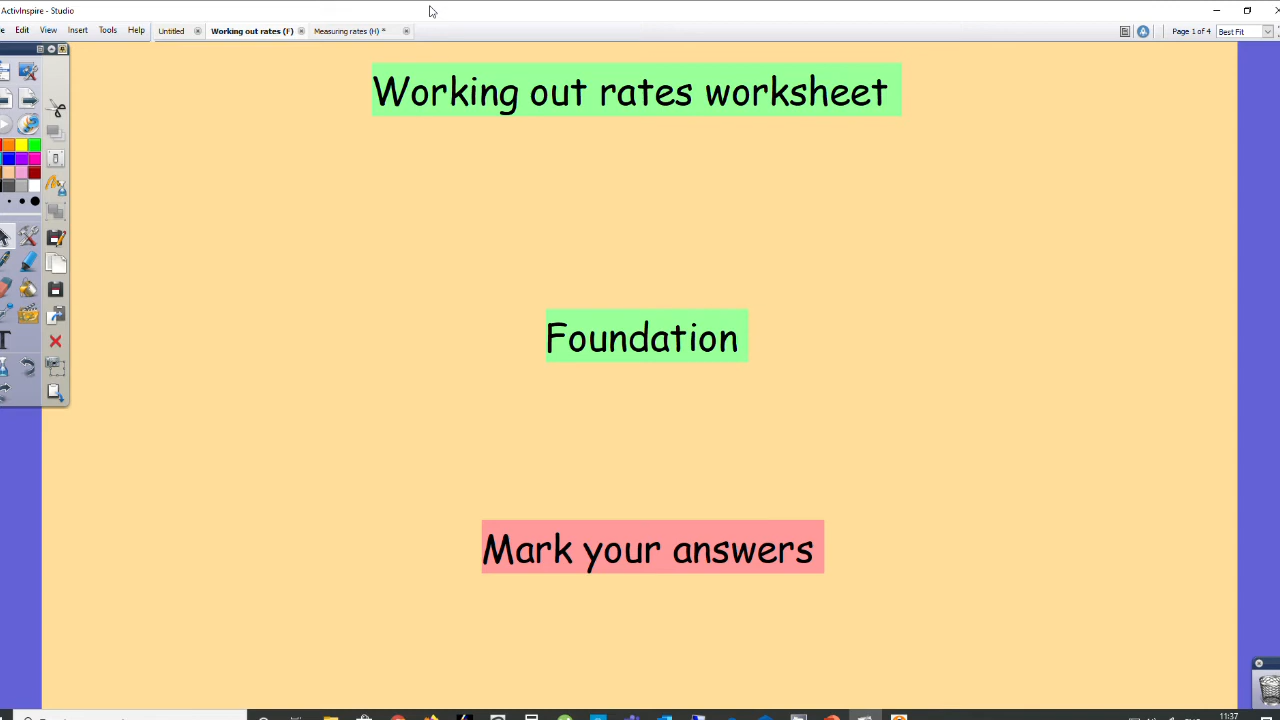 ActivInspire - Studio
Edit View Insert Tools Help
Untitled
Working out rates (F)
Measuring rates (H) *
Page 1 of 4
Best Fit
Working out rates worksheet
Foundation
Mark your answers
11:37